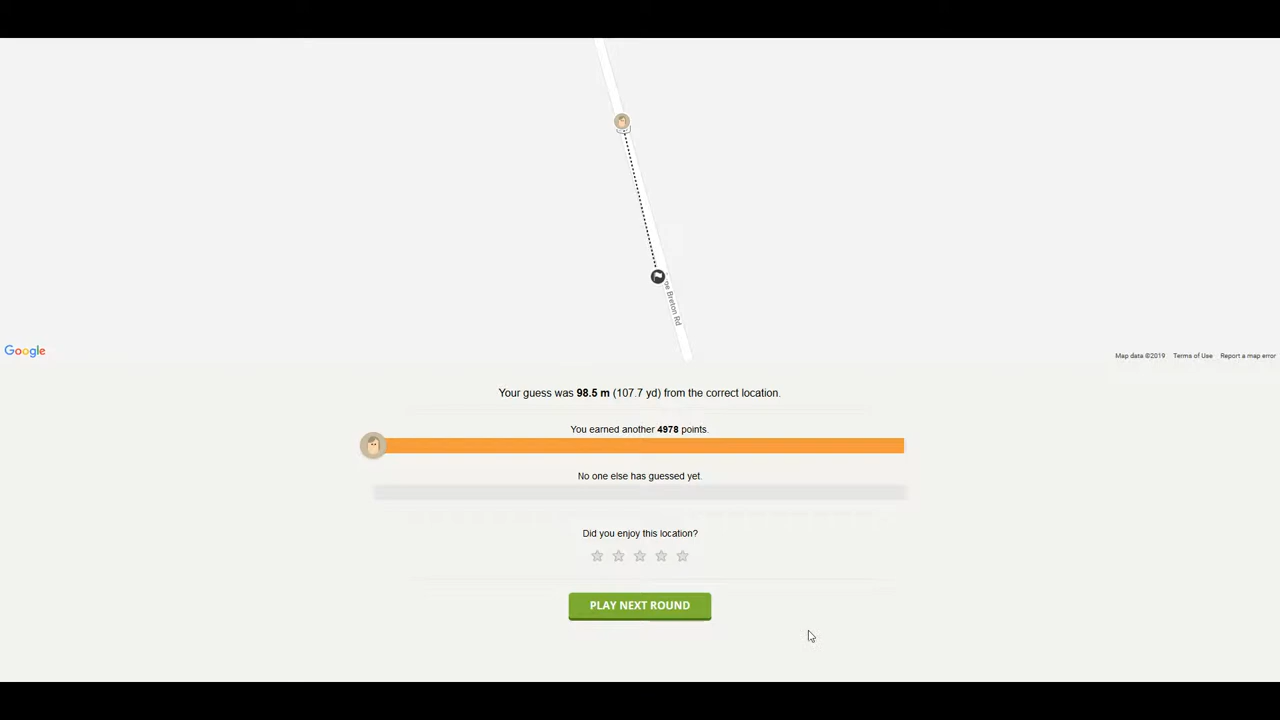 Breton Rd
Google
Map data ©2019 Terms of Use Report a map error
Your guess was 98.5 m (107.7 yd) from the correct location.
You earned another 4978 points.
No one else has guessed yet.
Did you enjoy this location?
PLAY NEXT ROUND